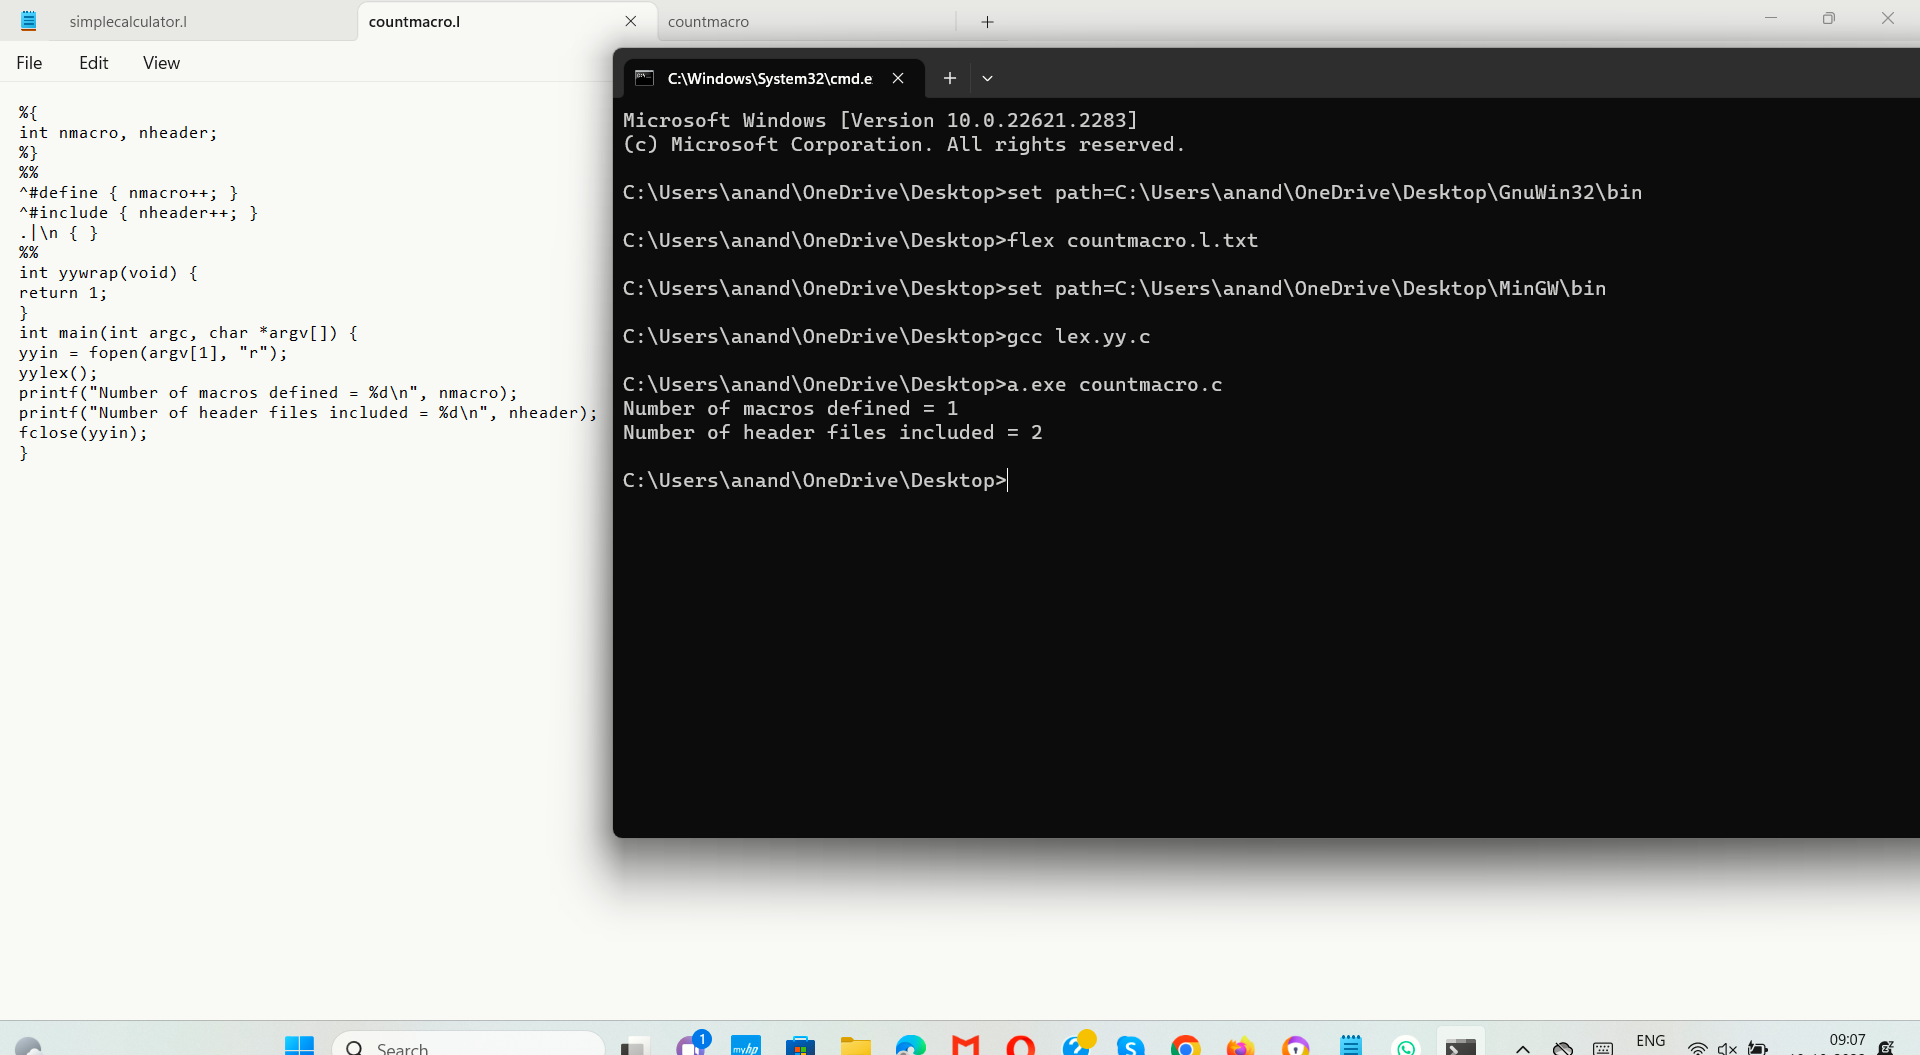 simplecalculator.l
countmacro.l
countmacro
File Edit View
%{
int nmacro, nheader;
%}
%%
^#define { nmacro++; }
^#include { nheader++; }
.|\n { }
%%
int yywrap(void) {
return 1;
}
int main(int argc, char *argv[]) {
yyin = fopen(argv[1], "r");
yylex();
printf("Number of macros defined = %d\n", nmacro);
printf("Number of header files included = %d\n", nheader);
fclose(yyin);
}
C:\Windows\System32\cmd.e
Microsoft Windows [Version 10.0.22621.2283]
(c) Microsoft Corporation. All rights reserved.
C:\Users\anand\OneDrive\Desktop>set path=C:\Users\anand\OneDrive\Desktop\GnuWin32\bin
C:\Users\anand\OneDrive\Desktop>flex countmacro.l.txt
C:\Users\anand\OneDrive\Desktop>set path=C:\Users\anand\OneDrive\Desktop\MinGW\bin
C:\Users\anand\OneDrive\Desktop>gcc lex.yy.c
C:\Users\anand\OneDrive\Desktop>a.exe countmacro.c
Number of macros defined = 1
Number of header files included = 2
C:\Users\anand\OneDrive\Desktop>
Search
1
myhp
ENG
09:07